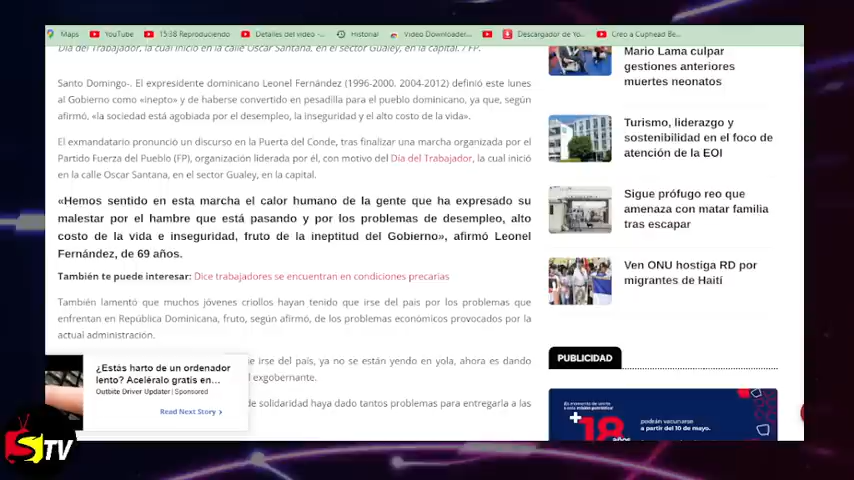 Maps
YouTube
15:38 Reproduciendo
Detalles del video -...
Historial
Video Downloader...
Descargador de Yo...
Creo a Cuphead Be...
Día del Trabajador, la cual inició en la calle Oscar Santana, en el sector Gualey, en la capital. / FP.
Santo Domingo-. El expresidente dominicano Leonel Fernández (1996-2000. 2004-2012) definió este lunes
al Gobierno como «inepto» y de haberse convertido en pesadilla para el pueblo dominicano, ya que, según
afirmó, «la sociedad está agobiada por el desempleo, la inseguridad y el alto costo de la vida».
El exmandatario pronunció un discurso en la Puerta del Conde, tras finalizar una marcha organizada por el
Partido Fuerza del Pueblo (FP), organización liderada por él, con motivo del Día del Trabajador, la cual inició
en la calle Oscar Santana, en el sector Gualey, en la capital.
«Hemos sentido en esta marcha el calor humano de la gente que ha expresado su
malestar por el hambre que está pasando y por los problemas de desempleo, alto
costo de la vida e inseguridad, fruto de la ineptitud del Gobierno», afirmó Leonel
Fernández, de 69 años.
También te puede interesar: Dice trabajadores se encuentran en condiciones precarias
También lamentó que muchos jóvenes criollos hayan tenido que irse del país por los problemas que
enfrentan en República Dominicana, fruto, según afirmó, de los problemas económicos provocados por la
actual administración.
ue irse del país, ya no se están yendo en yola, ahora es dando
l exgobernante.
de solidaridad haya dado tantos problemas para entregarla a las
¿Estás harto de un ordenador
lento? Aceléralo gratis en...
Outbite Driver Updater | Sponsored
Read Next Story >
Mario Lama culpar
gestiones anteriores
muertes neonatos
Turismo, liderazgo y
sostenibilidad en el foco de
atención de la EOI
Sigue prófugo reo que
amenaza con matar familia
tras escapar
Ven ONU hostiga RD por
migrantes de Haití
PUBLICIDAD
+18
años
podrán vacunarse
a partir del 10 de mayo.
STV